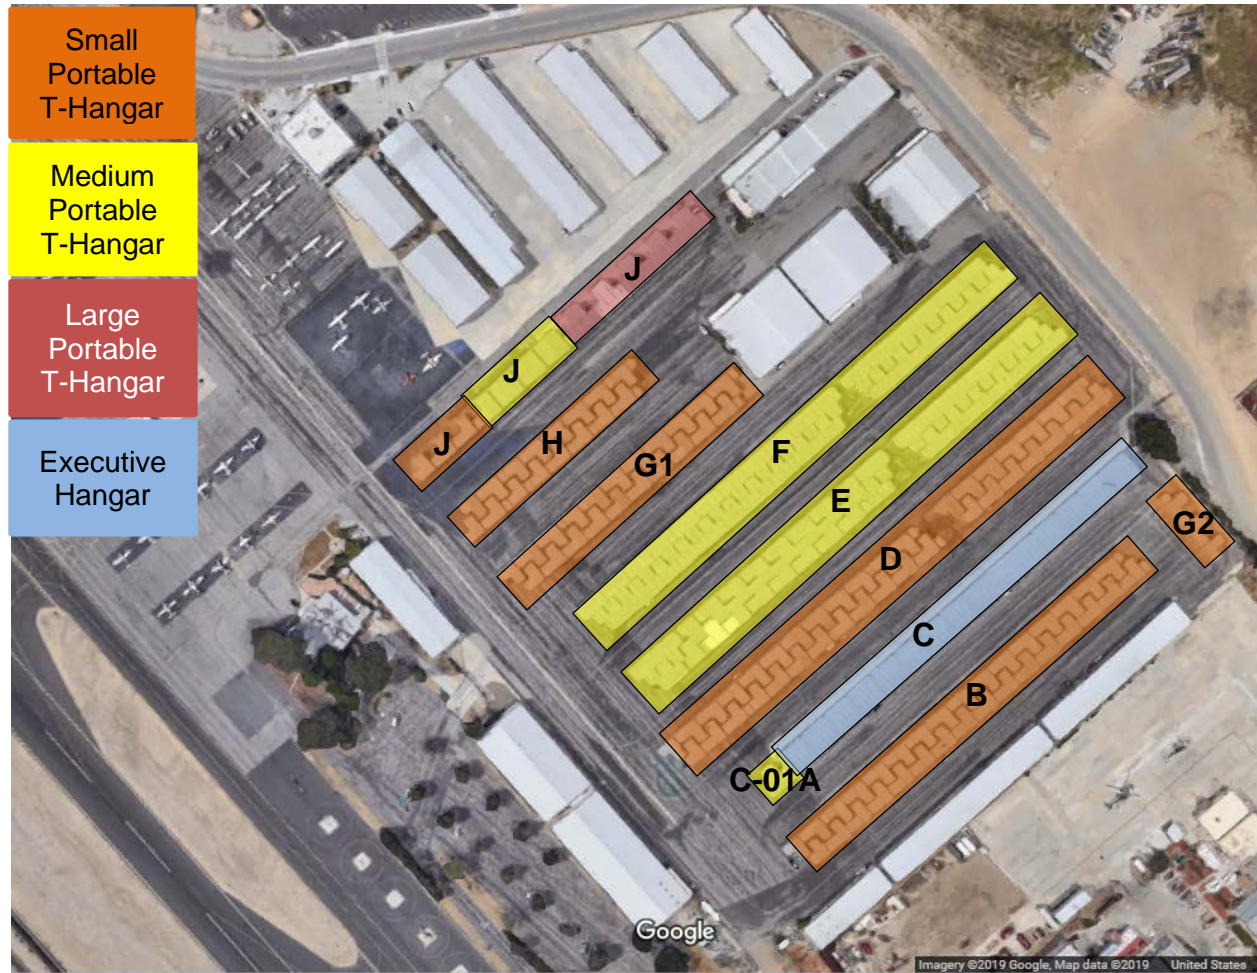 Small
Portable
T-Hangar
Medium
Portable
T-Hangar
Large
Portable
T-Hangar
Executive
Hangar
J
J
J
H
G1
F
E
D
G2
C
B
C-01A
Google
Imagery ©2019 Google, Map data ©2019 United States